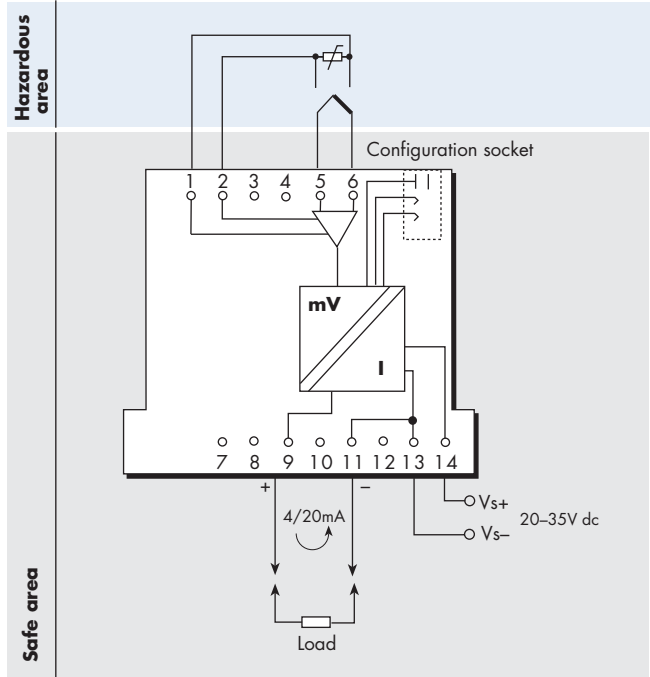 Hazardous
area
Configuration socket
1 2 3 4 5 6
mV
I
7 8 9 10 11 12 13 14
+ –
Vs+
4/20mA
20–35V dc
Vs–
Load
Safe area